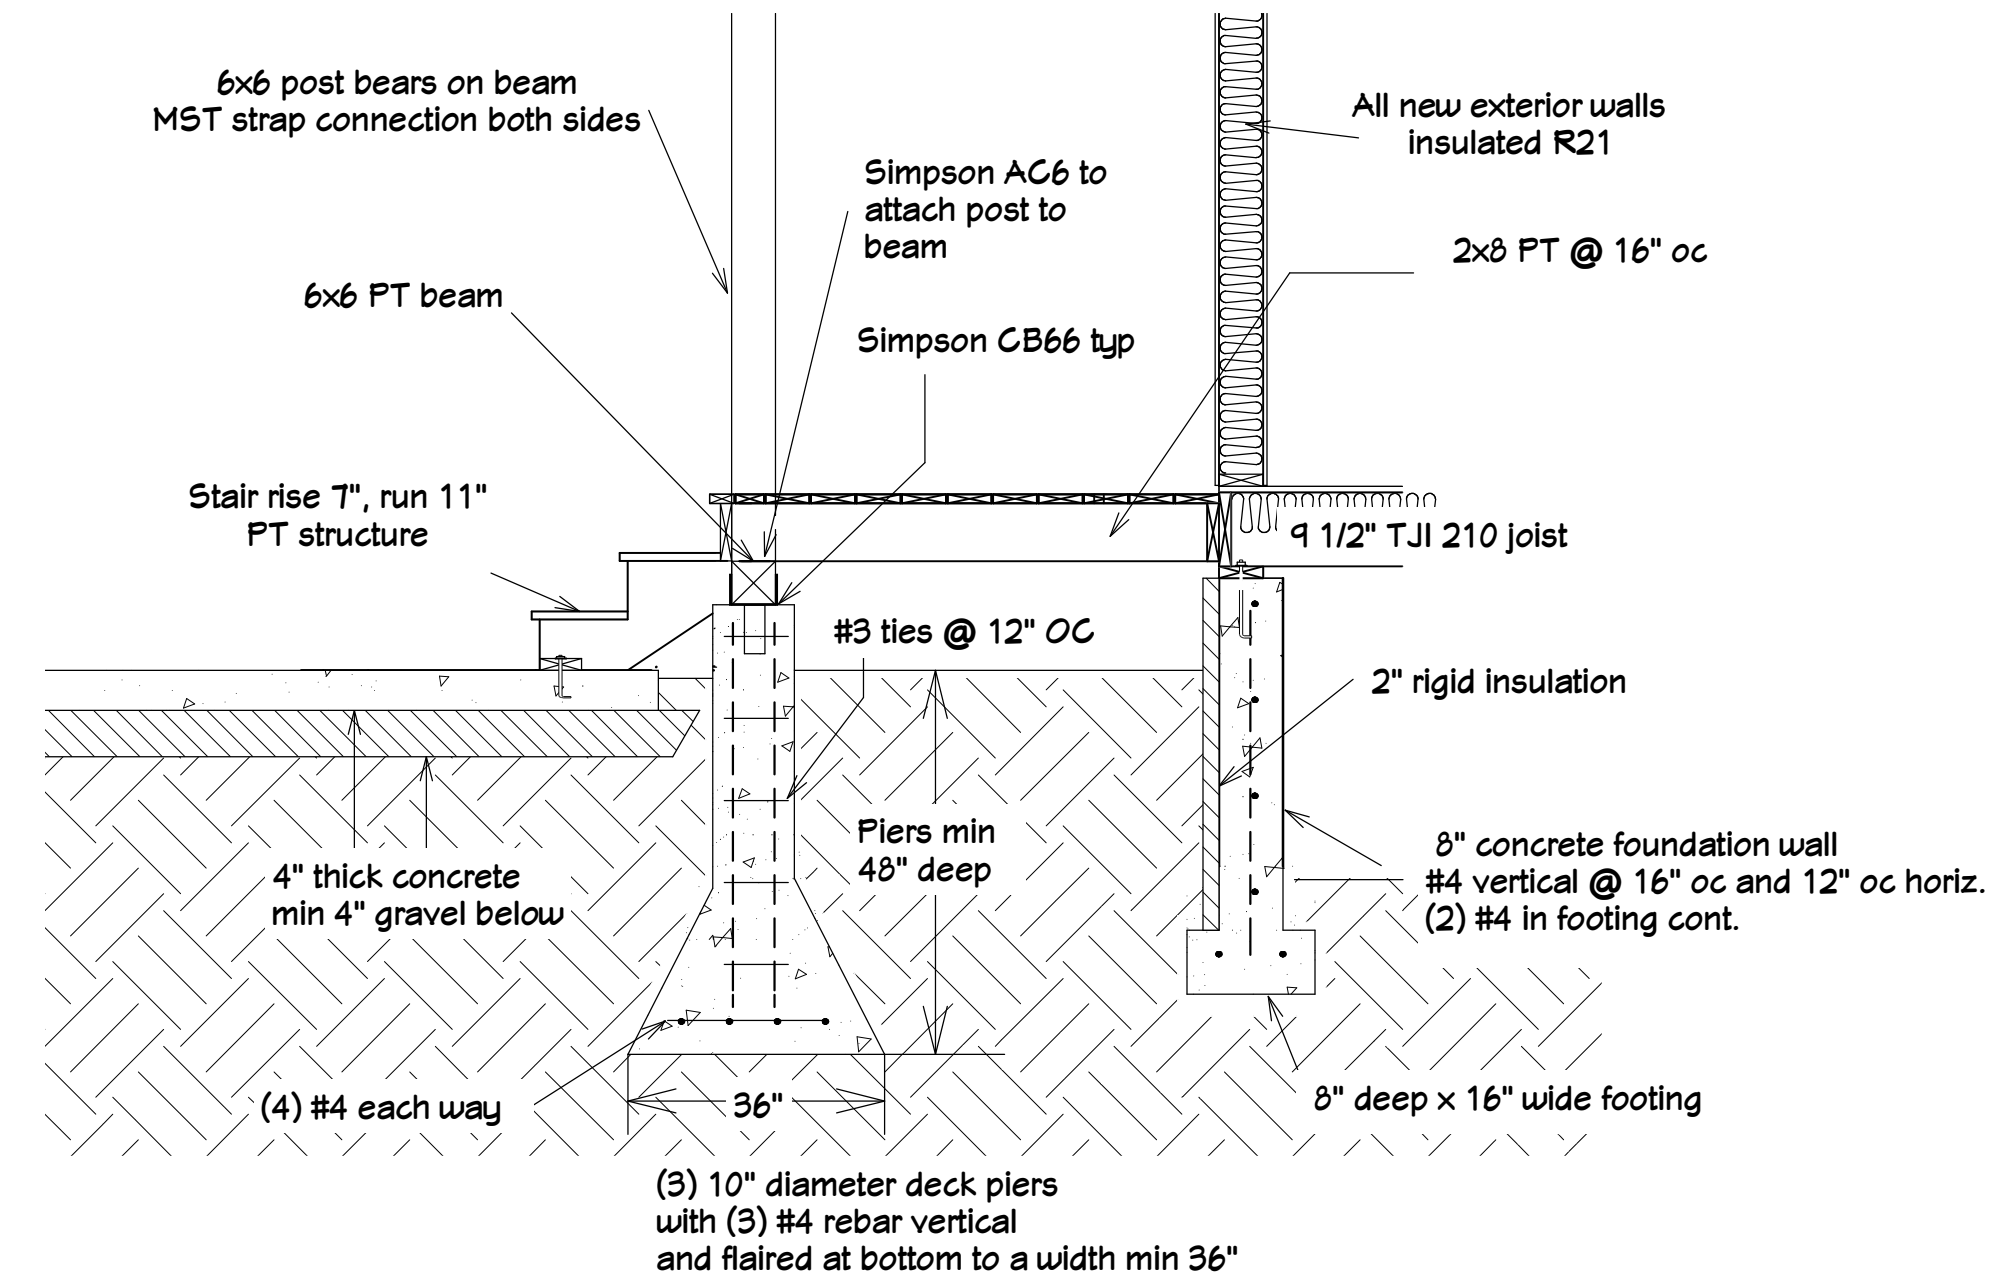 6x6 post bears on beam
MST strap connection both sides
All new exterior walls
insulated R21
Simpson AC6 to
attach post to
beam
2x8 PT @ 16" oc
6x6 PT beam
Simpson CB66 typ
Stair rise 7", run 11"
PT structure
9 1/2" TJI 210 joist
#3 ties @ 12" OC
2" rigid insulation
Piers min
48" deep
8" concrete foundation wall
#4 vertical @ 16" oc and 12" oc horiz.
(2) #4 in footing cont.
4" thick concrete
min 4" gravel below
(4) #4 each way
36"
8" deep x 16" wide footing
(3) 10" diameter deck piers
with (3) #4 rebar vertical
and flaired at bottom to a width min 36"